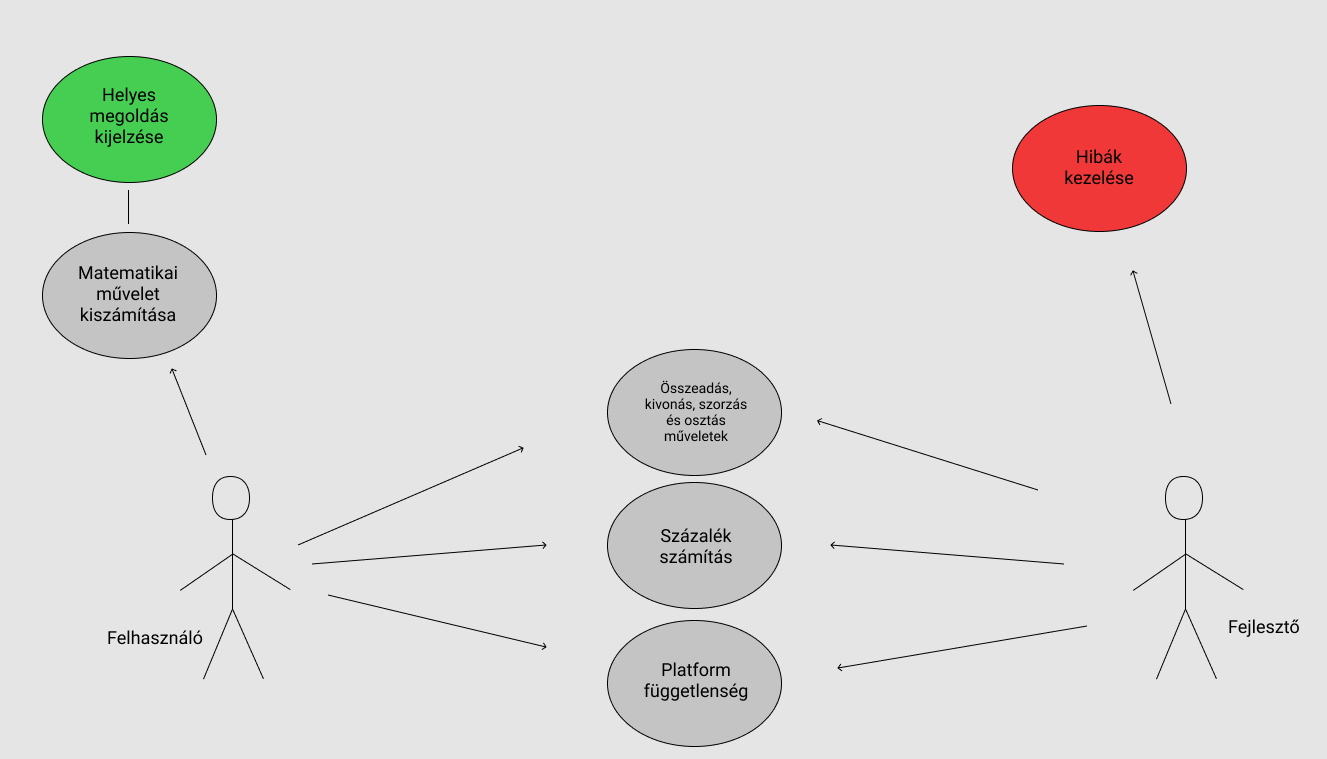 Helyes
megoldás
kijelzése
Hibák
kezelése
Matematikai
művelet
kiszámítása
Összeadás,
kivonás, szorzás
és osztás
műveletek
Százalék
számítás
Felhasználó
Fejlesztő
Platform
függetlenség